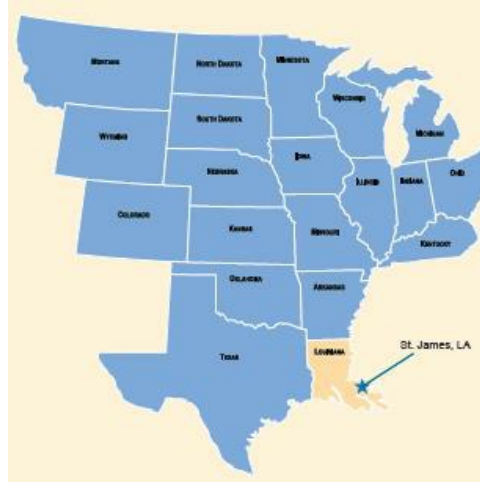 MONTANA
NORTH DAKOTA
MINNESOTA
WISCONSIN
MICHIGAN
SOUTH DAKOTA
WYOMING
IOWA
NEBRASKA
ILLINOIS
INDIANA
OHIO
COLORADO
KANSAS
MISSOURI
KENTUCKY
OKLAHOMA
ARKANSAS
TEXAS
LOUISIANA
St. James, LA